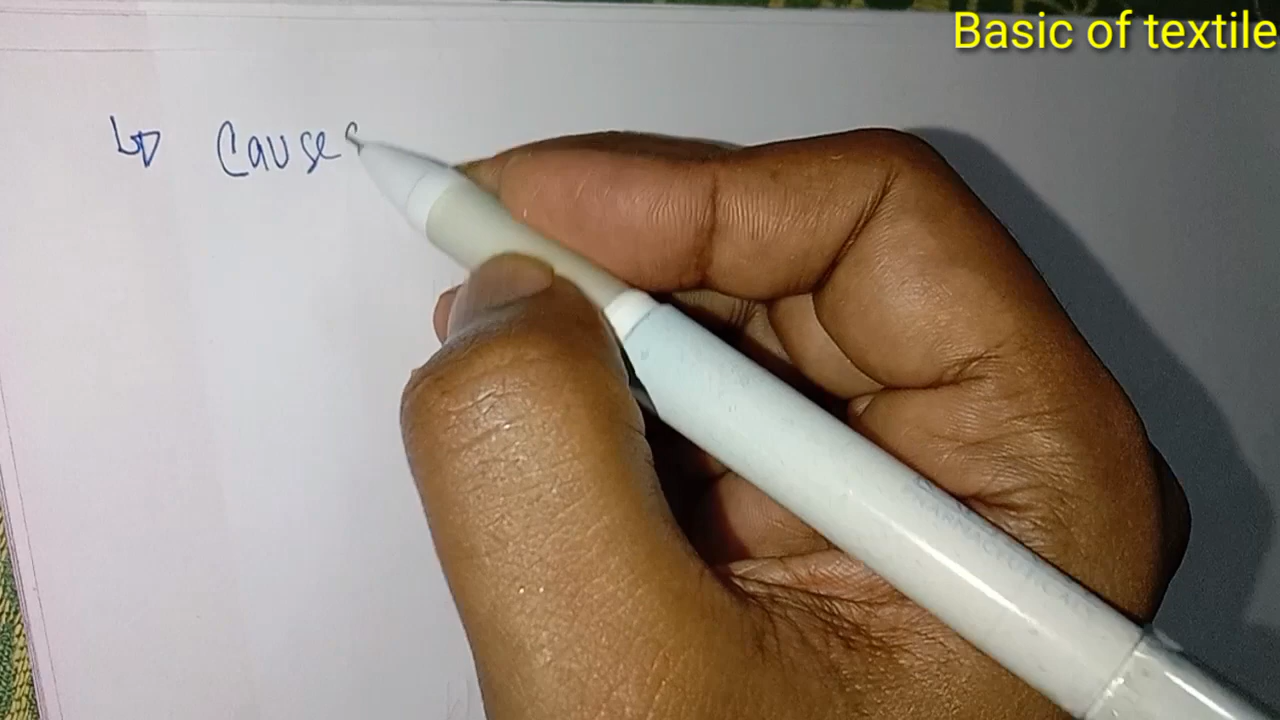 Basic of textile
↳ Causes